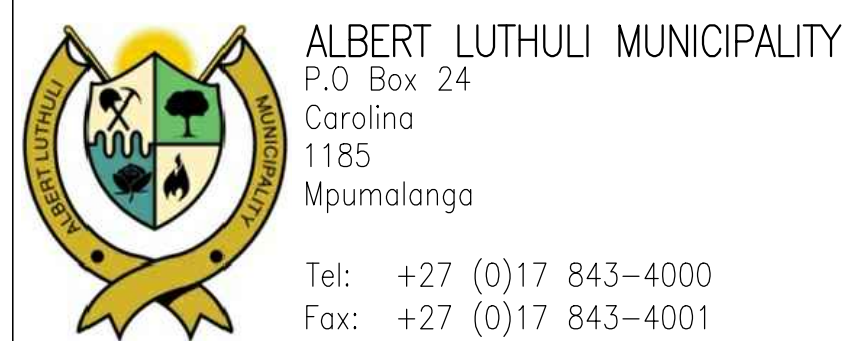 ALBERT LUTHULI
MUNICIPALITY
ALBERT LUTHULI MUNICIPALITY
P.O Box 24
Carolina
1185
Mpumalanga
Tel: +27 (0)17 843-4000
Fax: +27 (0)17 843-4001